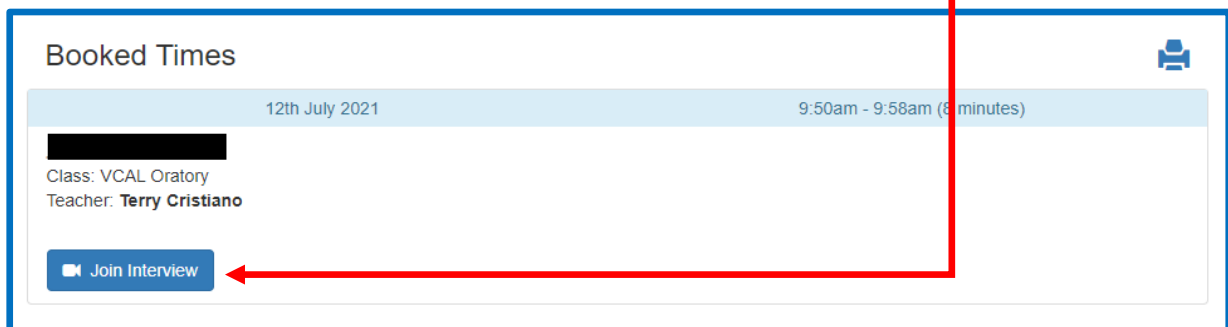 Booked Times
12th July 2021 9:50am - 9:58am (8 minutes)
Class: VCAL Oratory
Teacher: Terry Cristiano
Join Interview